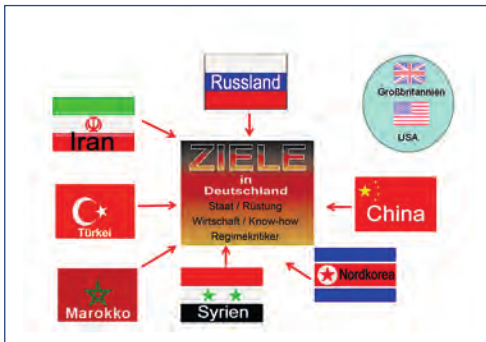 Russland
Großbritannien
USA
Iran
ZIELE
in
Deutschland
Staat / Rüstung
Wirtschaft / Know-how
Regimekritiker
Türkei
China
Marokko
Syrien
Nordkorea